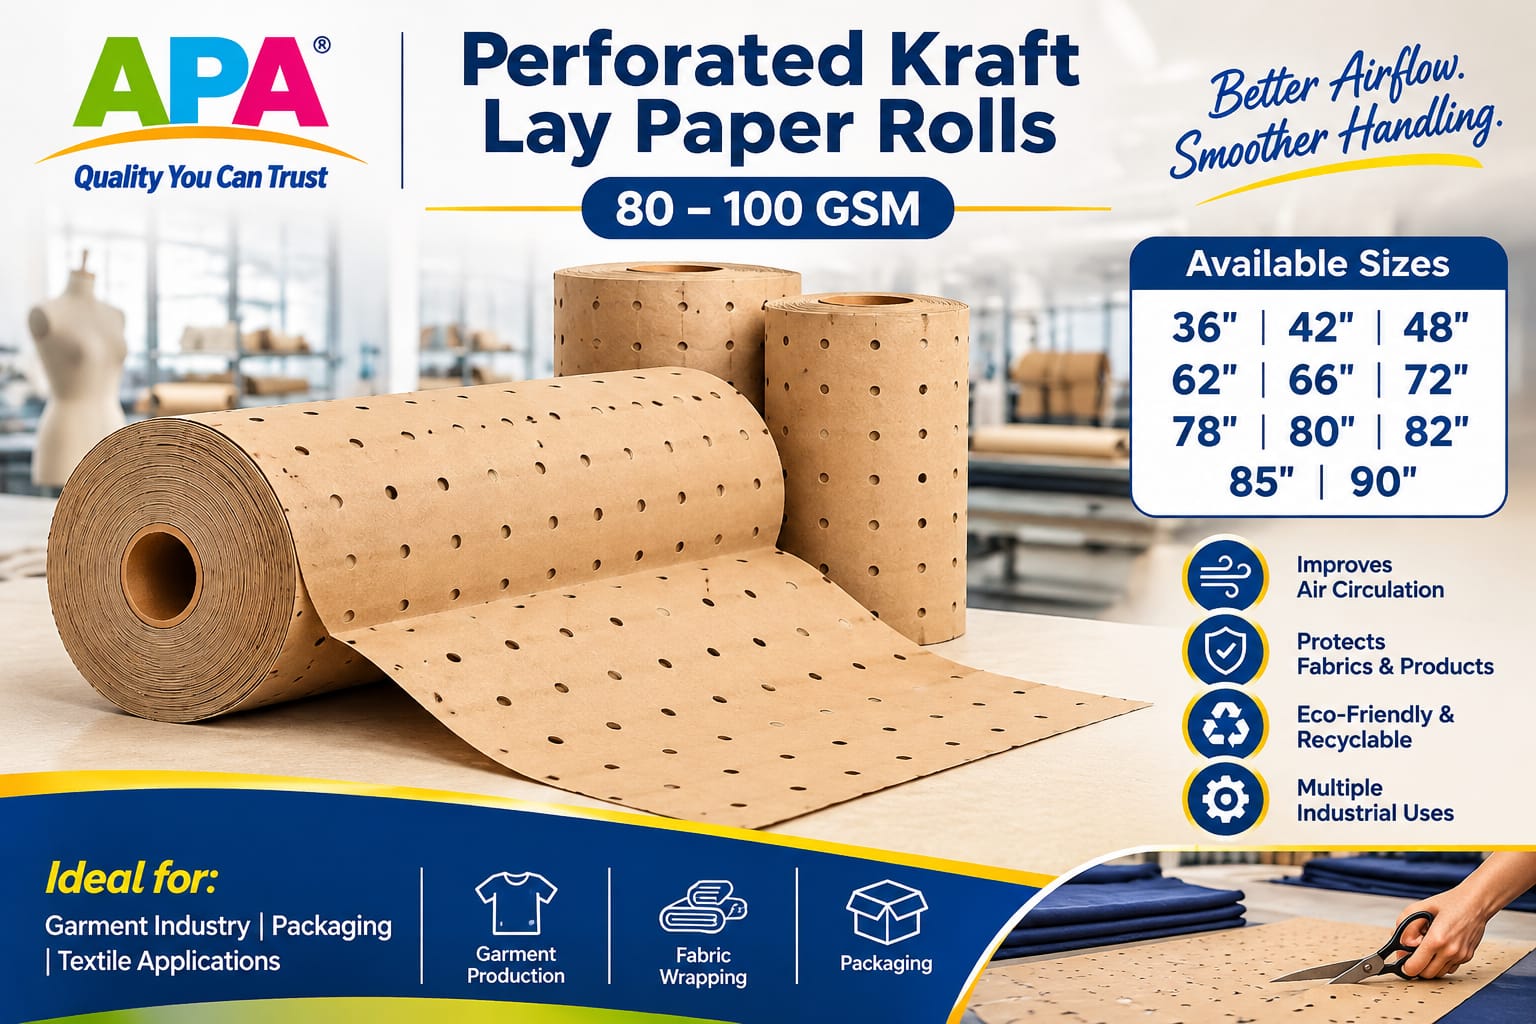 APA®
Quality You Can Trust
Perforated Kraft
Lay Paper Rolls
80 – 100 GSM
Better Airflow.
Smoother Handling.
Available Sizes
36" | 42" | 48"
62" | 66" | 72"
78" | 80" | 82"
85" | 90"
Improves
Air Circulation
Protects
Fabrics & Products
Eco-Friendly &
Recyclable
Multiple
Industrial Uses
Ideal for:
Garment Industry | Packaging
| Textile Applications
Garment
Production
Fabric
Wrapping
Packaging